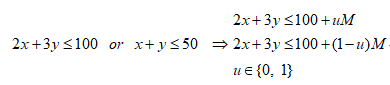 2x+3y≤100+uM
2x+3y≤100 or x+y≤50 ⇒ 2x+3y≤100+(1−u)M
u∈{0, 1}